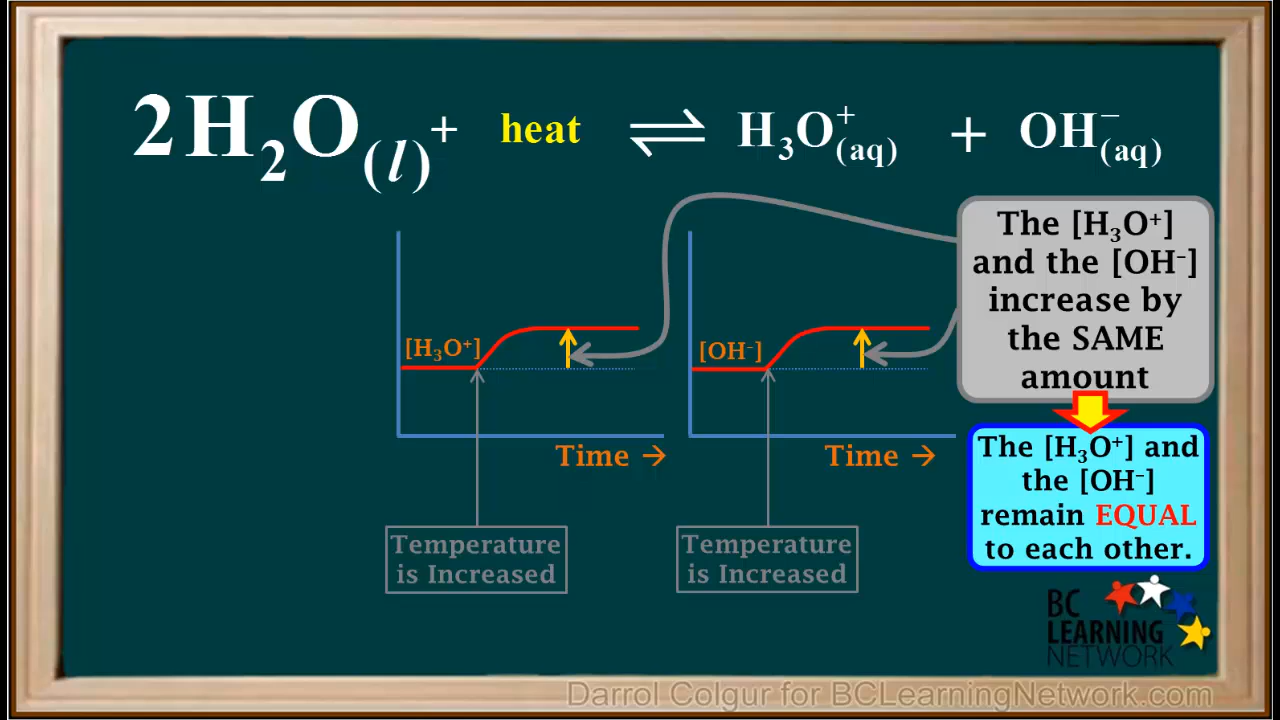 2H₂O(l) + heat ⇌ H₃O⁺(aq) + OH⁻(aq)
The [H₃O⁺]
and the [OH⁻]
increase by
the SAME
amount
[H₃O⁺]
[OH⁻]
Time →
Time →
The [H₃O⁺] and
the [OH⁻]
remain EQUAL
to each other.
Temperature
is Increased
Temperature
is Increased
BC
LEARNING
NETWORK
Darrol Colgur for BCLearningNetwork.com